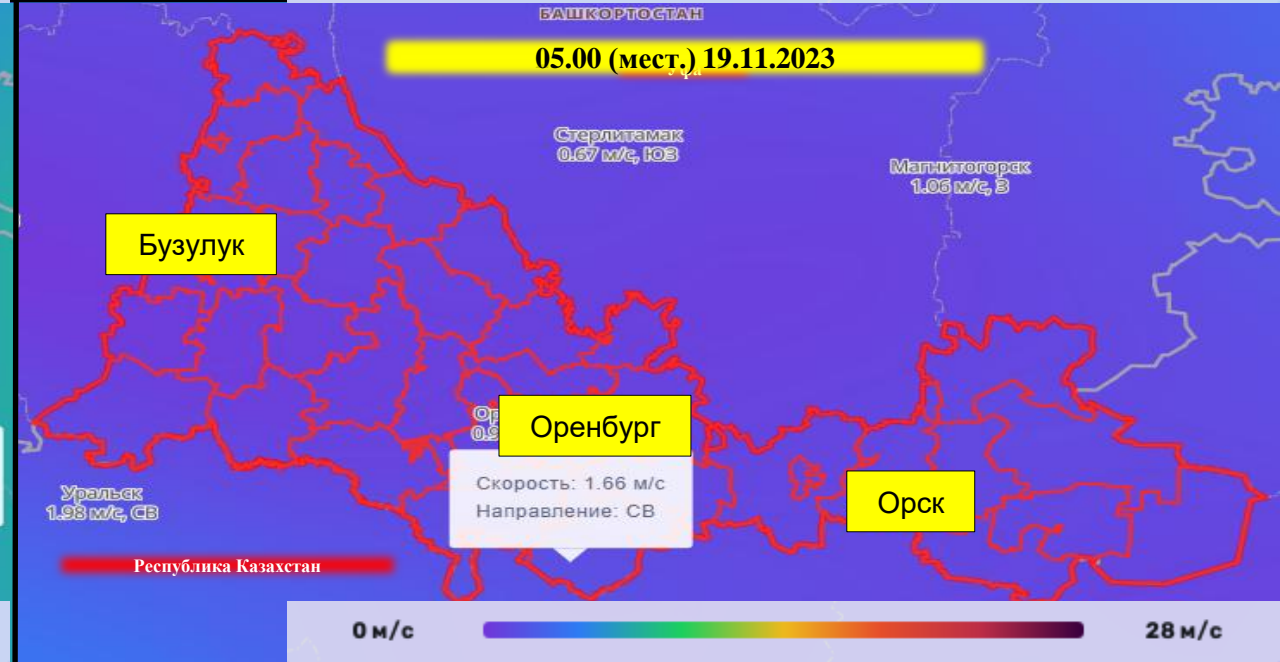 БАШКОРТОСТАН
05.00 (мест.) 19.11.2023
Уфа
Стерлитамак
0.67 м/с, ЮЗ
Магнитогорск
1.06 м/с, З
Бузулук
Оренбург
Скорость: 1.66 м/с
Направление: СВ
Орск
Уральск
1.98 м/с, СВ
Республика Казахстан
0 м/с
28 м/с